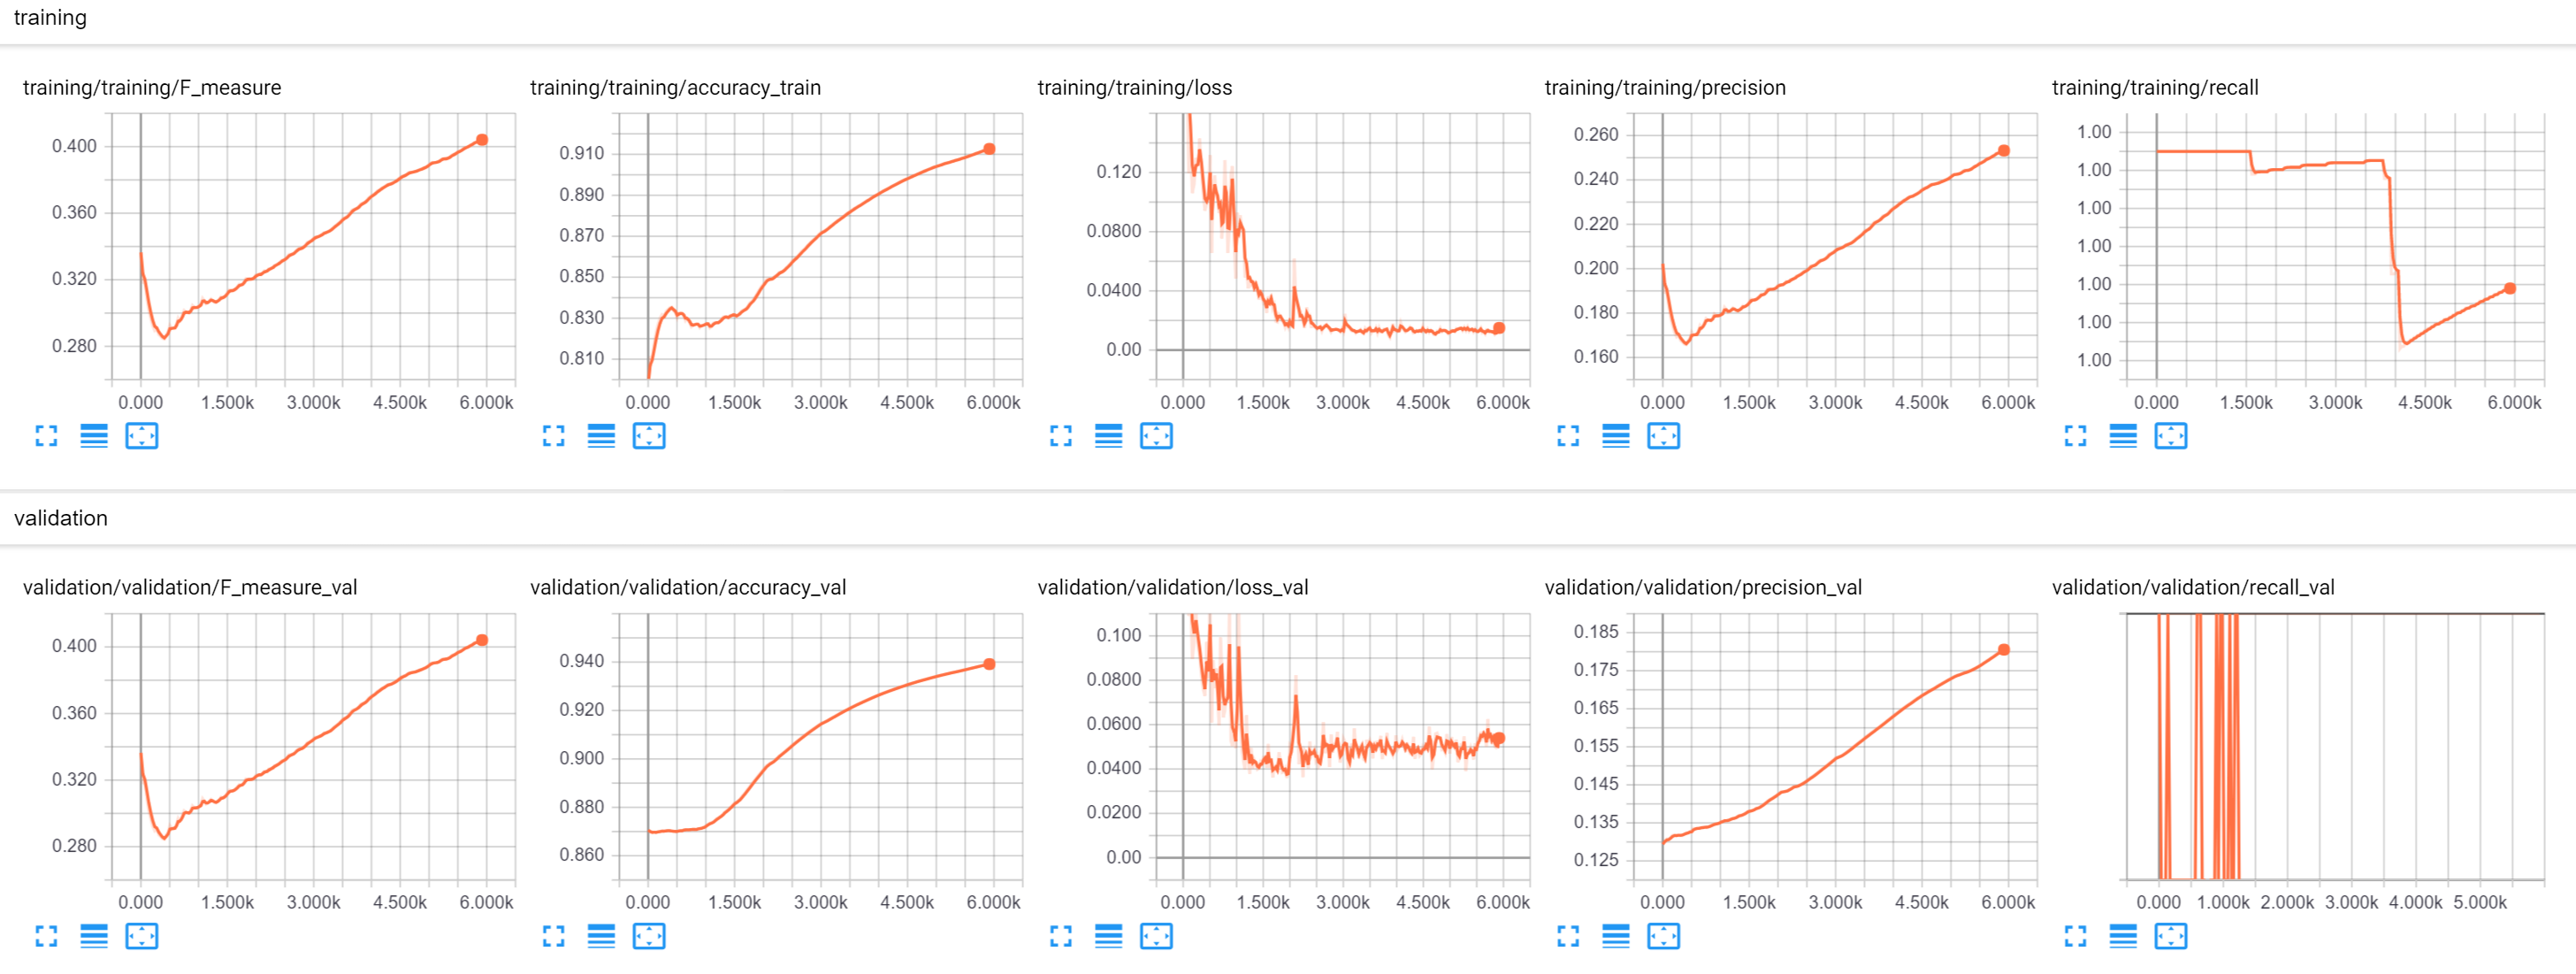 training
training/training/F_measure
0.400
0.360
0.320
0.280
0.000 1.500k 3.000k 4.500k 6.000k
training/training/accuracy_train
0.910
0.890
0.870
0.850
0.830
0.810
0.000 1.500k 3.000k 4.500k 6.000k
training/training/loss
0.120
0.0800
0.0400
0.00
0.000 1.500k 3.000k 4.500k 6.000k
training/training/precision
0.260
0.240
0.220
0.200
0.180
0.160
0.000 1.500k 3.000k 4.500k 6.000k
training/training/recall
1.00
1.00
1.00
1.00
1.00
1.00
1.00
0.000 1.500k 3.000k 4.500k 6.000k
validation
validation/validation/F_measure_val
0.400
0.360
0.320
0.280
0.000 1.500k 3.000k 4.500k 6.000k
validation/validation/accuracy_val
0.940
0.920
0.900
0.880
0.860
0.000 1.500k 3.000k 4.500k 6.000k
validation/validation/loss_val
0.100
0.0800
0.0600
0.0400
0.0200
0.00
0.000 1.500k 3.000k 4.500k 6.000k
validation/validation/precision_val
0.185
0.175
0.165
0.155
0.145
0.135
0.125
0.000 1.500k 3.000k 4.500k 6.000k
validation/validation/recall_val
0.000 1.000k 2.000k 3.000k 4.000k 5.000k